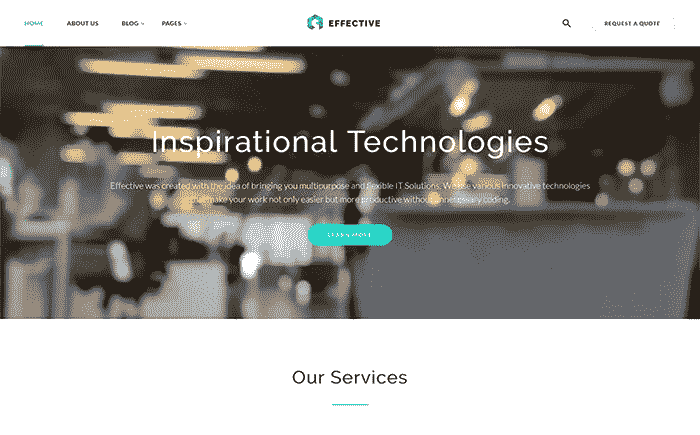 HOME
ABOUT US
BLOG
PAGES
EFFECTIVE
REQUEST A QUOTE
Inspirational Technologies
Effective was created with the idea of bringing you multipurpose and flexible IT Solutions. We use various innovative technologies
that make your work not only easier but more productive without unnecessary coding.
LEARN MORE
Our Services